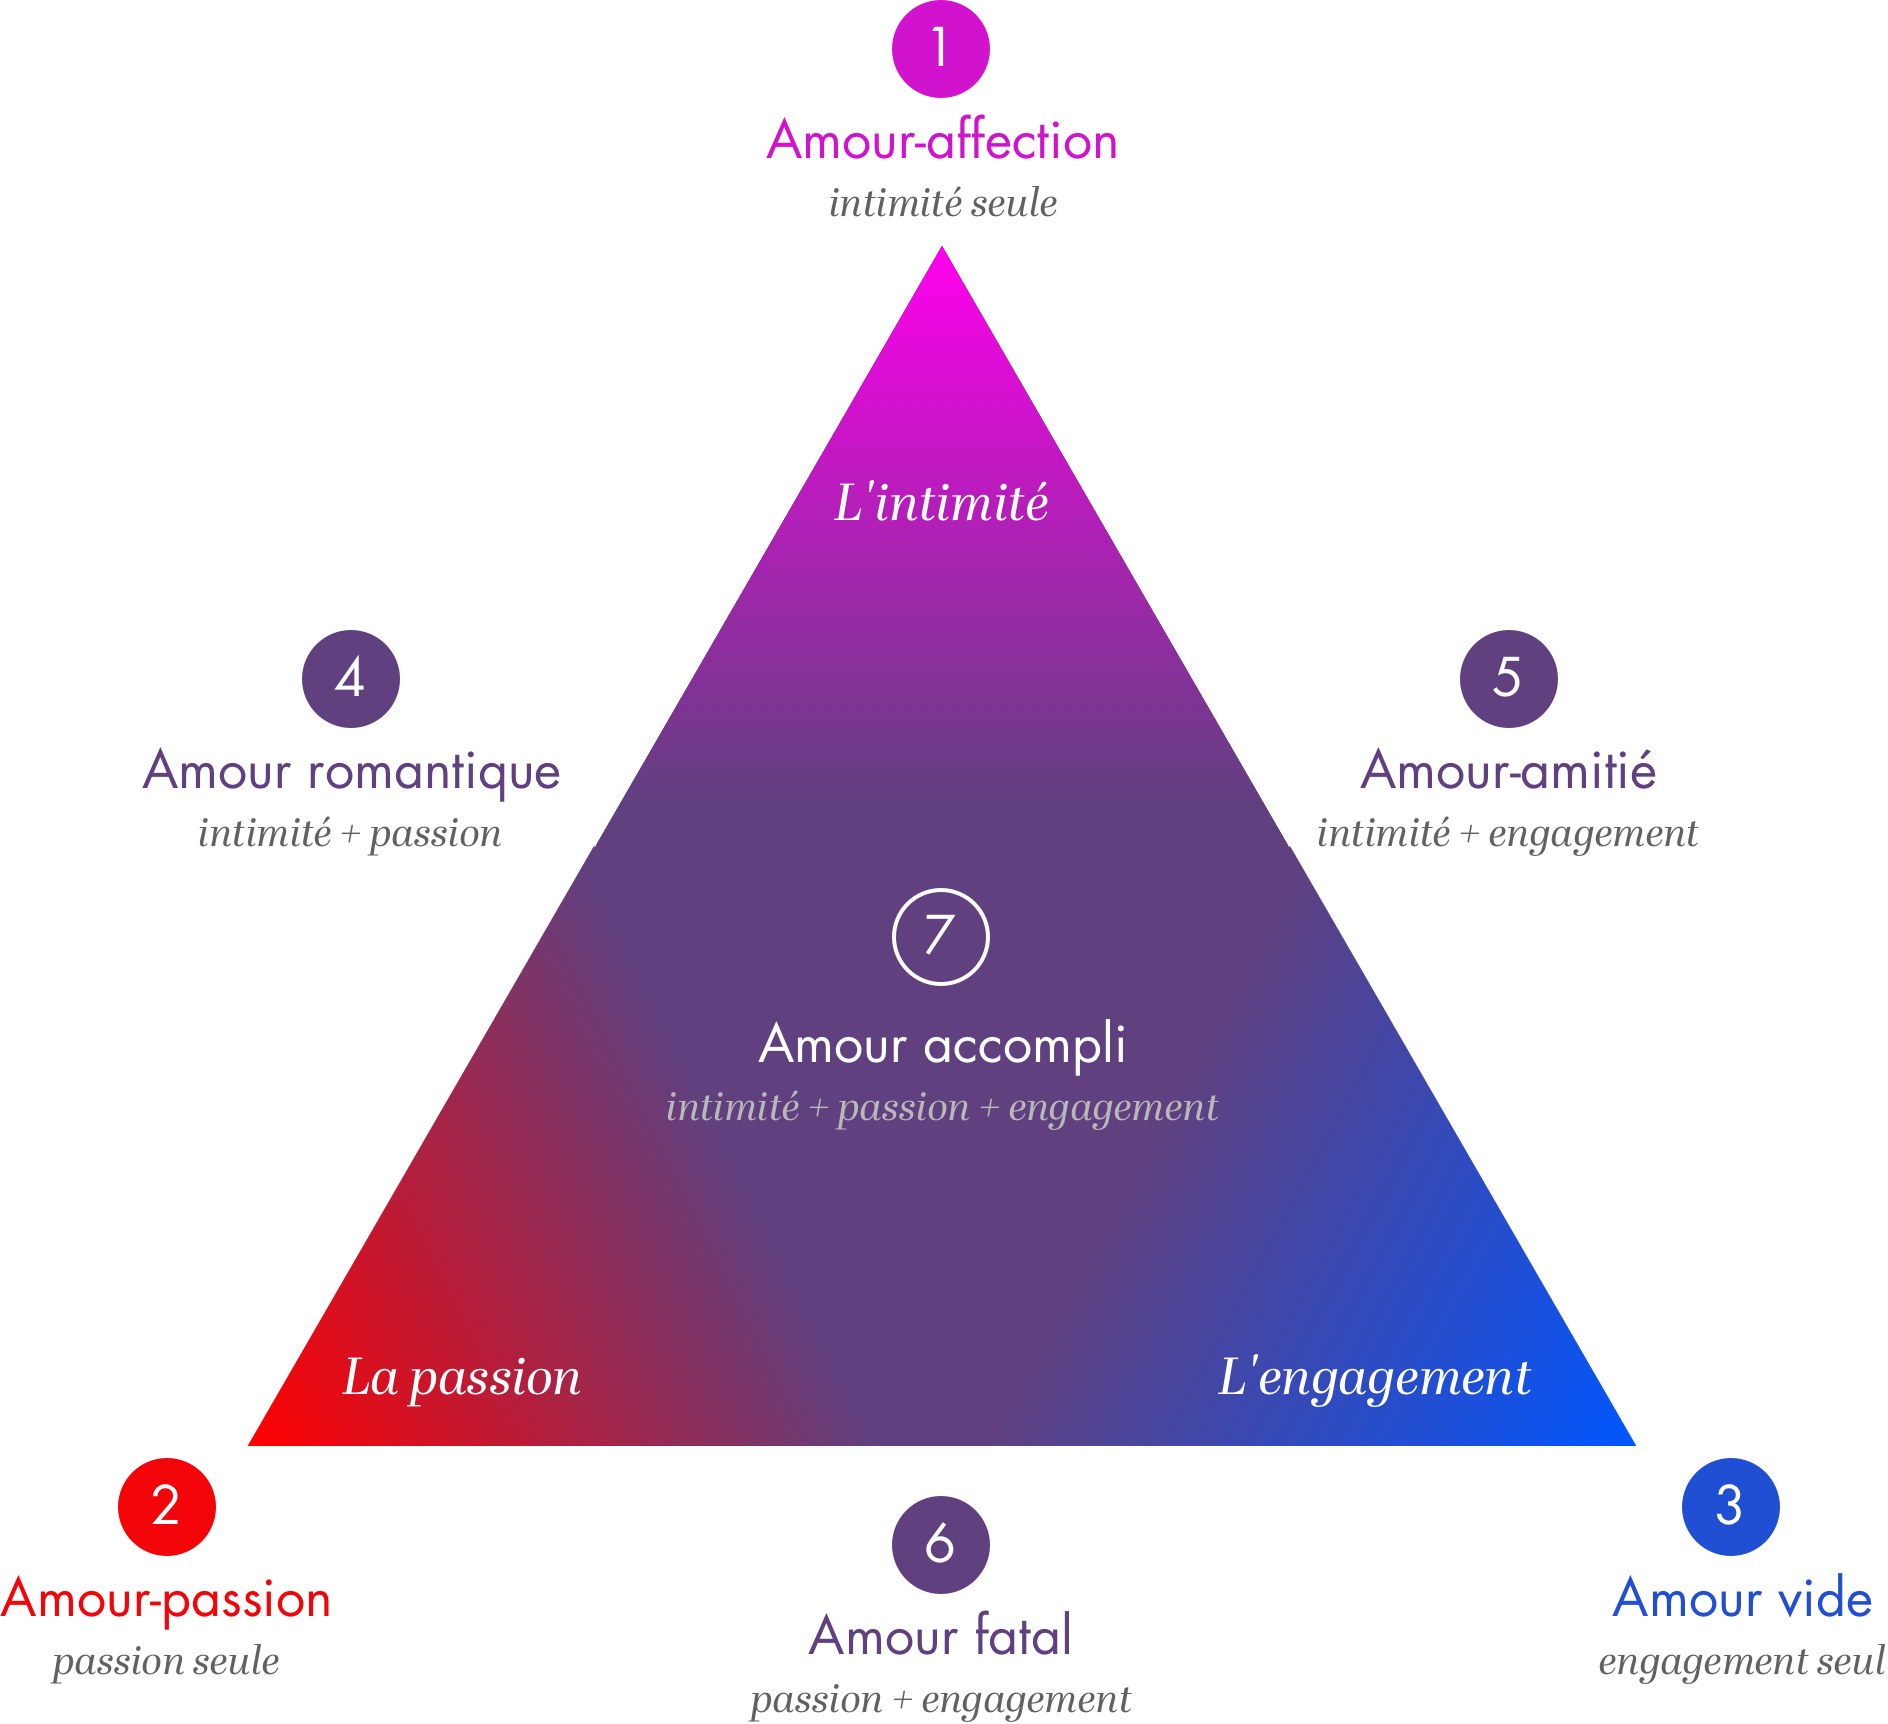 1
Amour-affection
intimité seule
L'intimité
4
Amour romantique
intimité + passion
5
Amour-amitié
intimité + engagement
7
Amour accompli
intimité + passion + engagement
La passion
L'engagement
2
Amour-passion
passion seule
6
Amour fatal
passion + engagement
3
Amour vide
engagement seul